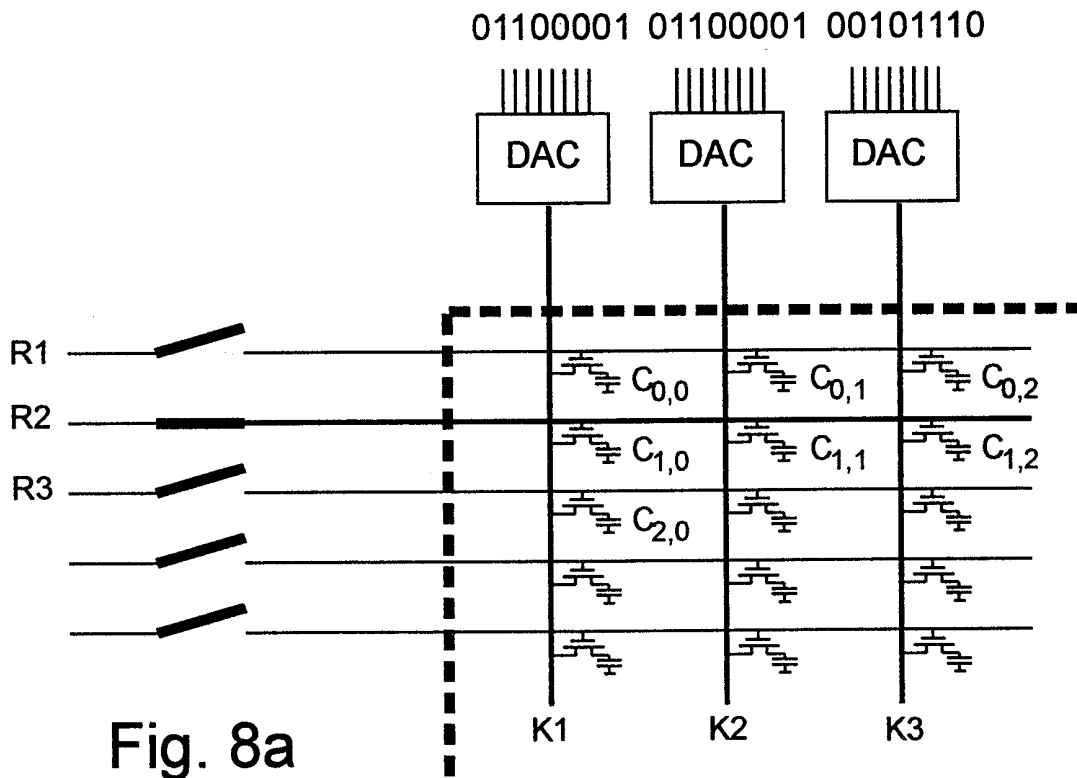 01100001 01100001 00101110
DAC DAC DAC
R1
C0,0 C0,1 C0,2
R2
C1,0 C1,1 C1,2
R3
C2,0
K1 K2 K3
Fig. 8a